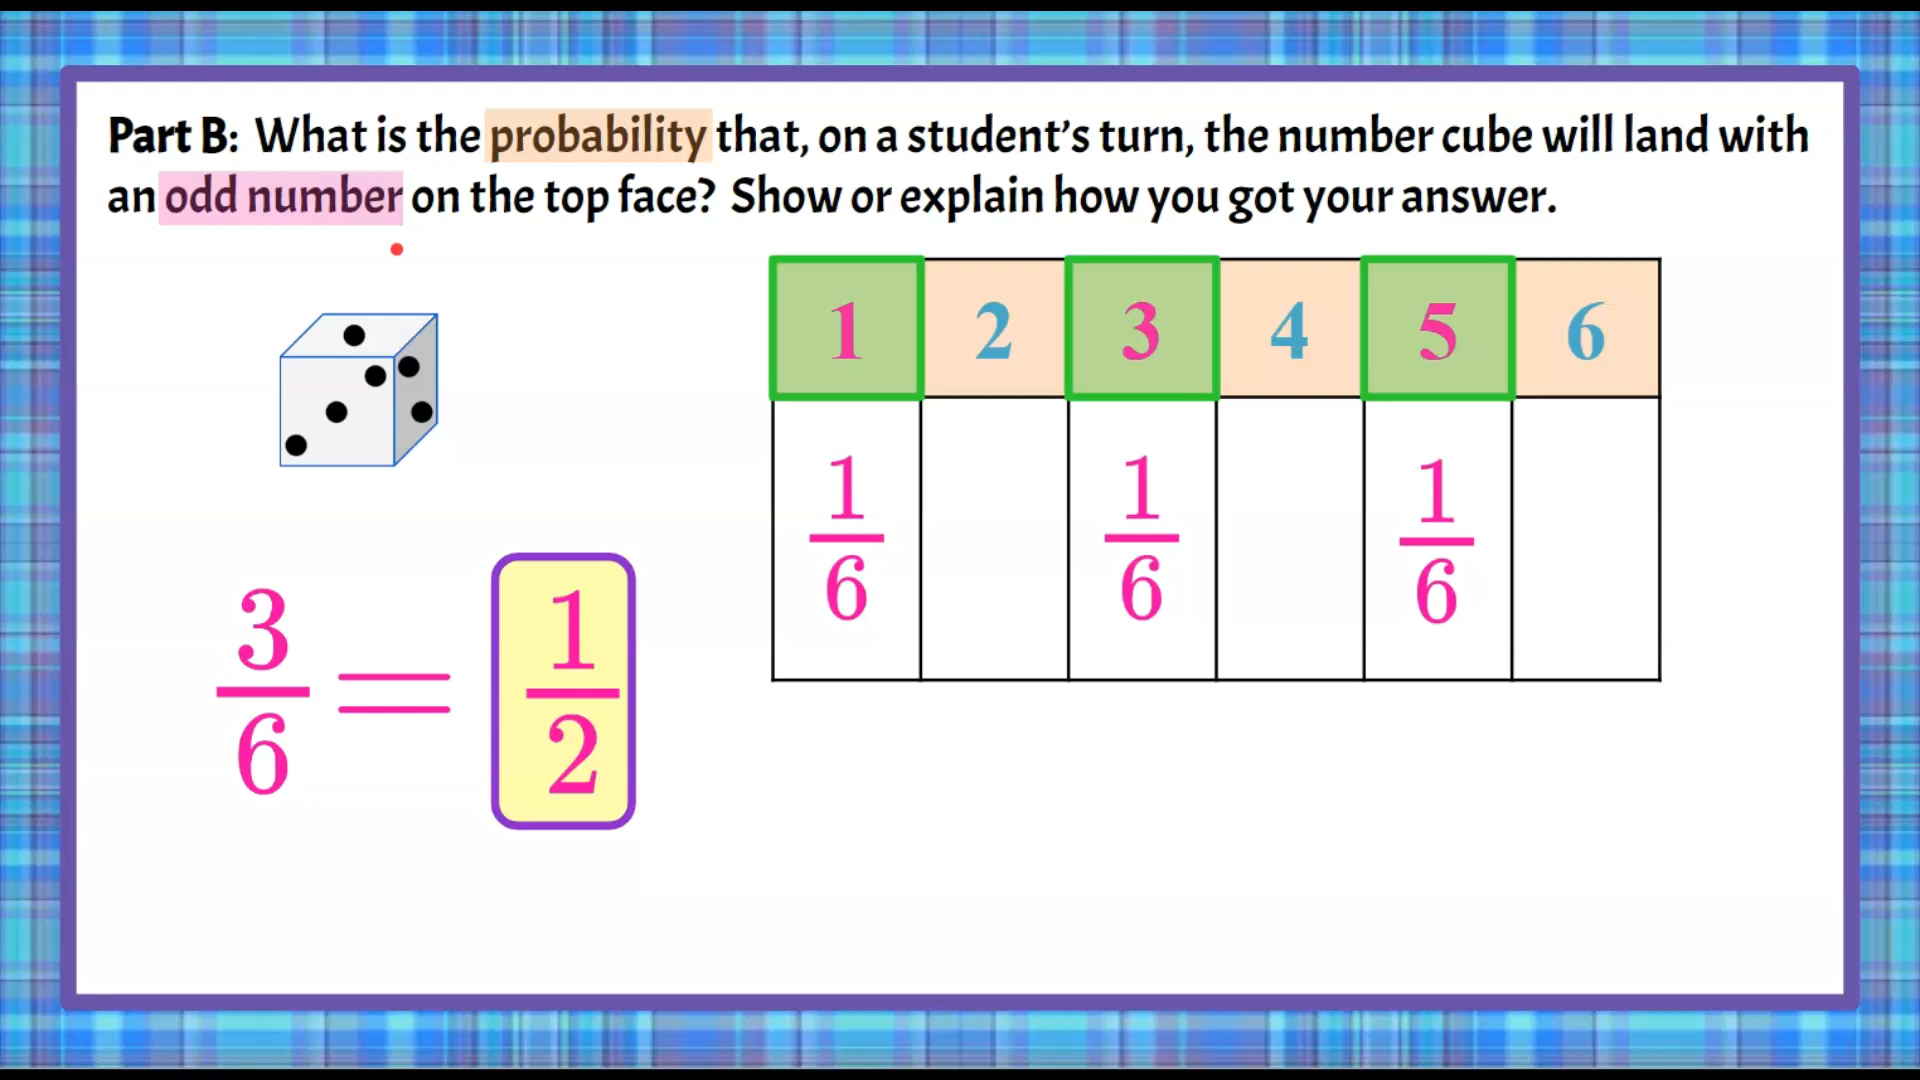 Part B: What is the probability that, on a student's turn, the number cube will land with
an odd number on the top face? Show or explain how you got your answer.
1 2 3 4 5 6
1/6 1/6 1/6
3/6 = 1/2